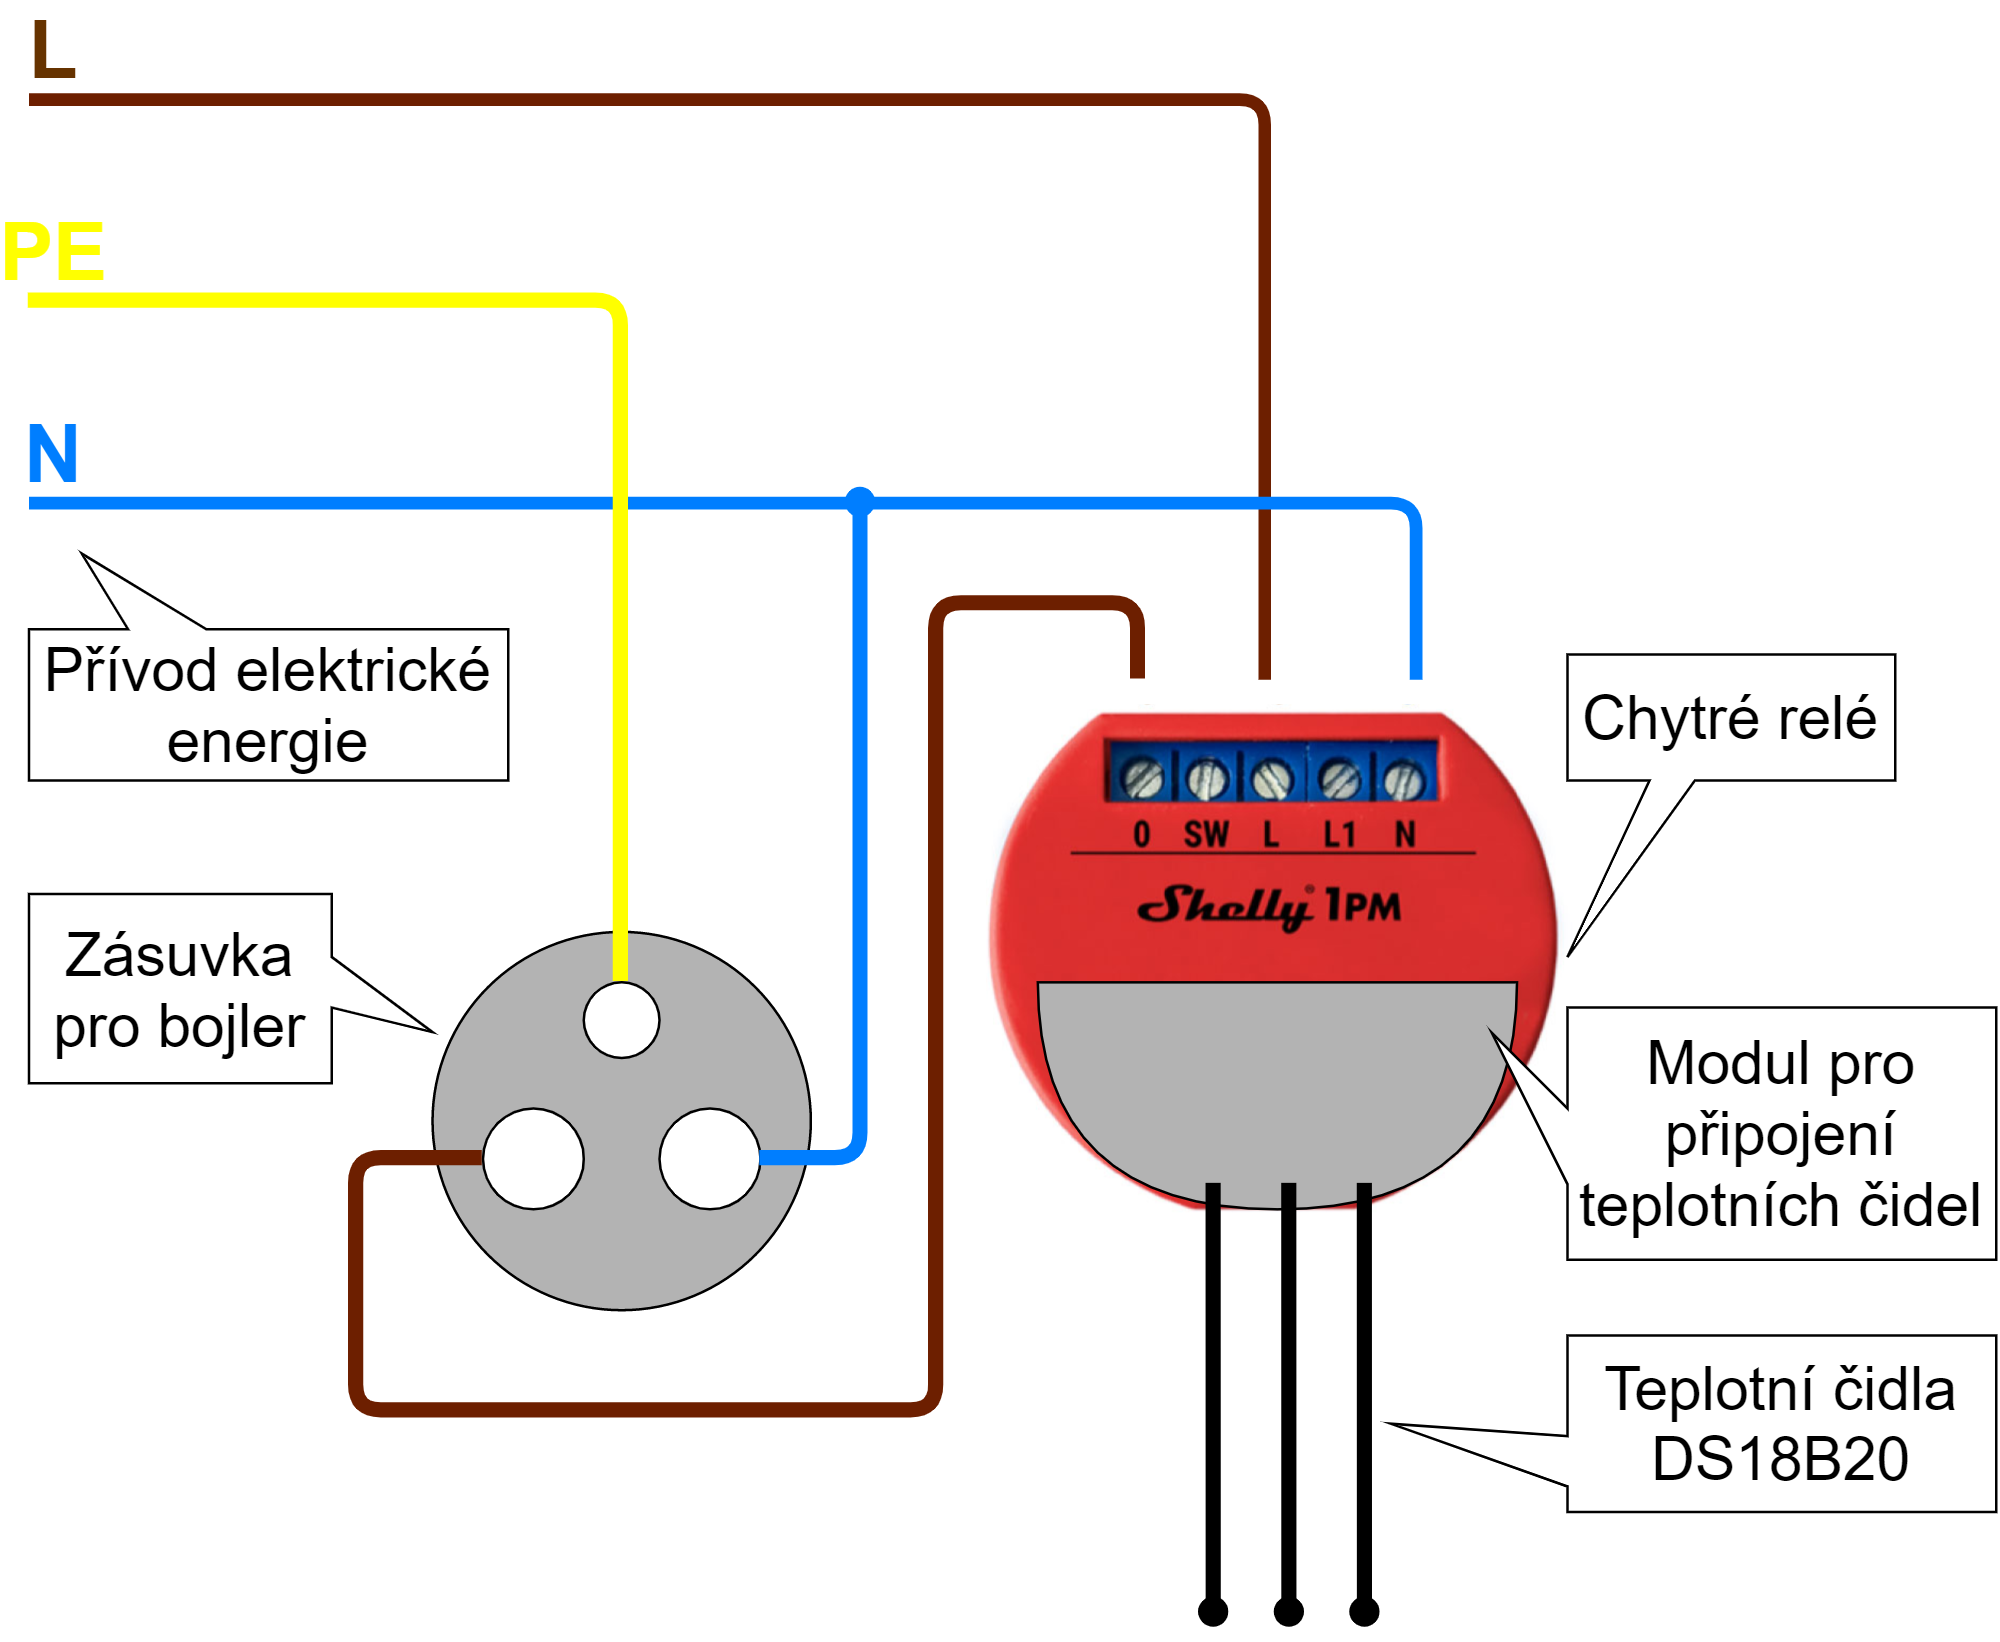 L
PE
N
Přívod elektrické
energie
Chytré relé
0 SW L L1 N
Shelly® 1PM
Zásuvka
pro bojler
Modul pro
připojení
teplotních čidel
Teplotní čidla
DS18B20